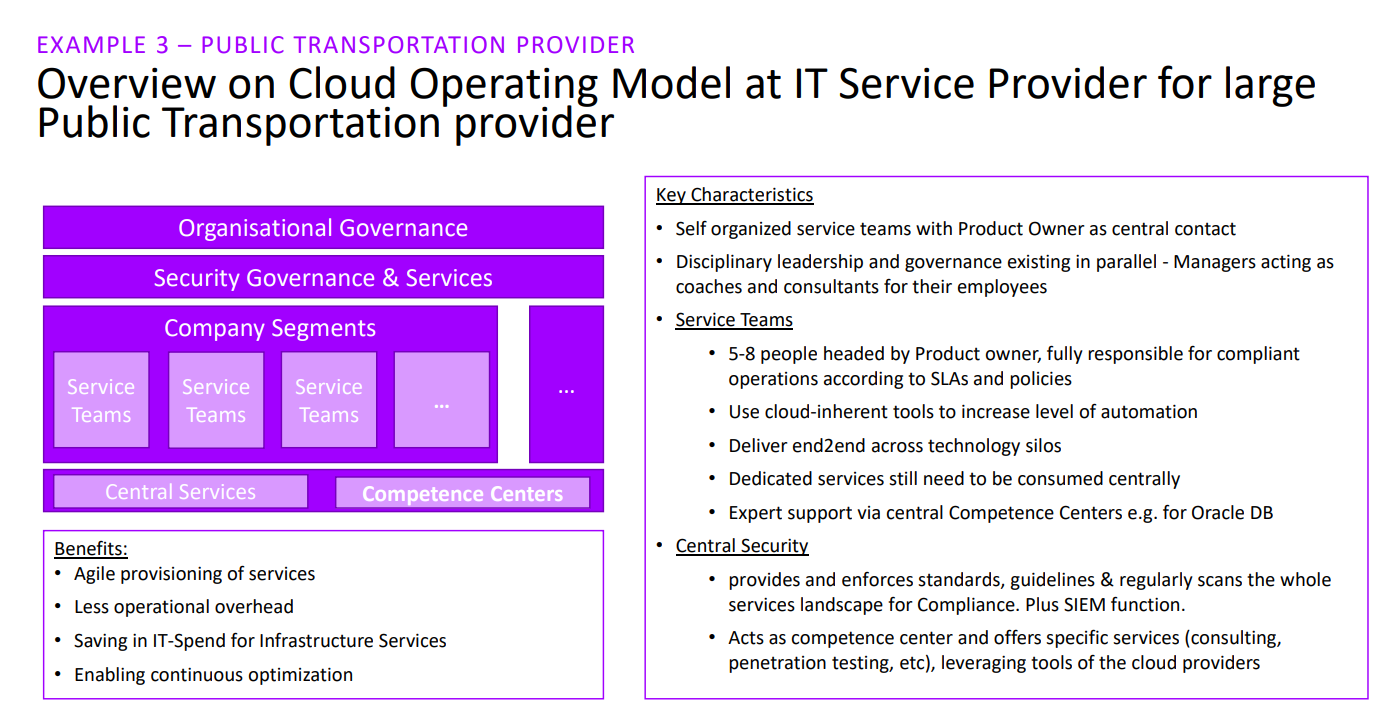 EXAMPLE 3 – PUBLIC TRANSPORTATION PROVIDER
Overview on Cloud Operating Model at IT Service Provider for large
Public Transportation provider
Organisational Governance
Security Governance & Services
Company Segments
Service
Teams
Service
Teams
Service
Teams
...
...
Central Services
Competence Centers
Benefits:
• Agile provisioning of services
• Less operational overhead
• Saving in IT-Spend for Infrastructure Services
• Enabling continuous optimization
Key Characteristics
• Self organized service teams with Product Owner as central contact
• Disciplinary leadership and governance existing in parallel - Managers acting as
coaches and consultants for their employees
• Service Teams
• 5-8 people headed by Product owner, fully responsible for compliant
operations according to SLAs and policies
• Use cloud-inherent tools to increase level of automation
• Deliver end2end across technology silos
• Dedicated services still need to be consumed centrally
• Expert support via central Competence Centers e.g. for Oracle DB
• Central Security
• provides and enforces standards, guidelines & regularly scans the whole
services landscape for Compliance. Plus SIEM function.
• Acts as competence center and offers specific services (consulting,
penetration testing, etc), leveraging tools of the cloud providers